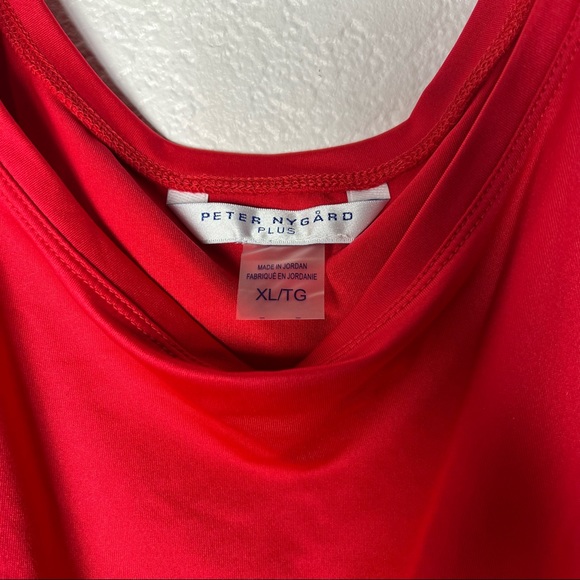 PETER NYGÅRD
PLUS
MADE IN JORDAN
FABRIQUÉ EN JORDANIE
XL/TG